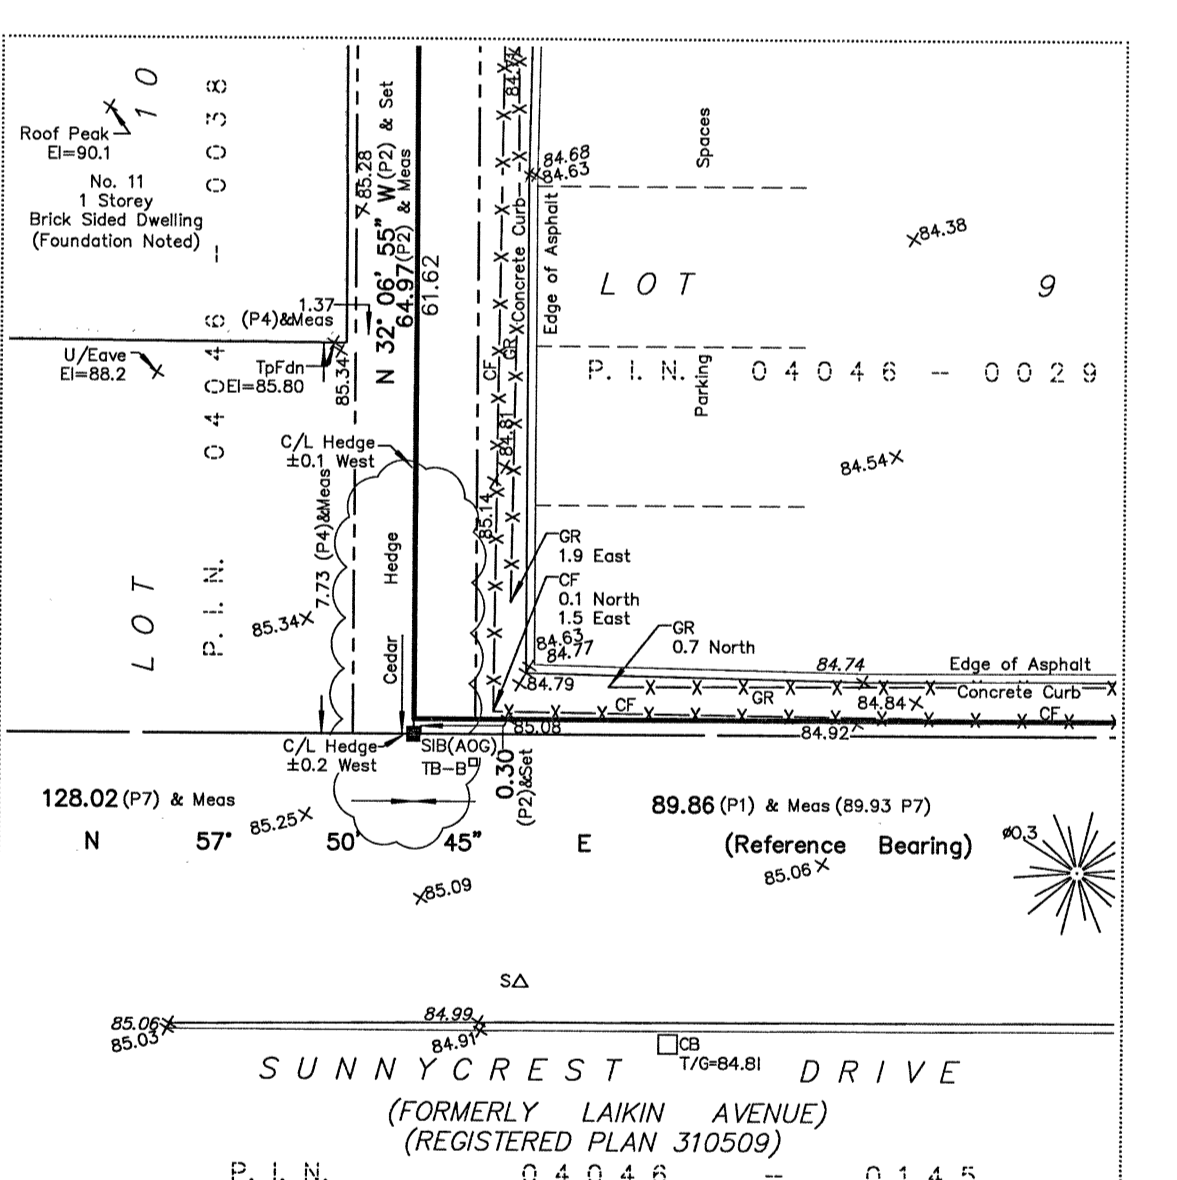 Roof Peak
El=90.1
No. 11
1 Storey
Brick Sided Dwelling
(Foundation Noted)
LOT 10
P. I. N. 04046 - 0038
85.28
N 32° 06' 55" W (P2) & Set
64.97 (P2) & Meas
61.62
1.37
(P4)&Meas
U/Eave
El=88.2
TpFdn
El=85.80
85.34
C/L Hedge
±0.1 West
7.73 (P4)&Meas
Cedar Hedge
85.34
CF
GR
84.81
85.14
Concrete Curb
Edge of Asphalt
84.68
84.63
Parking Spaces
84.38
LOT 9
P. I. N. 04046 - 0029
84.54
GR
1.9 East
CF
0.1 North
1.5 East
84.63
84.77
84.79
GR
0.7 North
84.74
Edge of Asphalt
Concrete Curb
GR
CF
84.84
CF
85.08
84.92
C/L Hedge
±0.2 West
SIB(AOG)
TB-B
0.30
(P2)&Set
128.02 (P7) & Meas
89.86 (P1) & Meas (89.93 P7)
N 57° 50' 45" E (Reference Bearing)
85.25
85.06
ø0.3
85.09
S
85.06
85.03
84.99
84.91
CB
T/G=84.81
SUNNYCREST DRIVE
(FORMERLY LAIKIN AVENUE)
(REGISTERED PLAN 310509)
P. I. N. 04046 - 0145